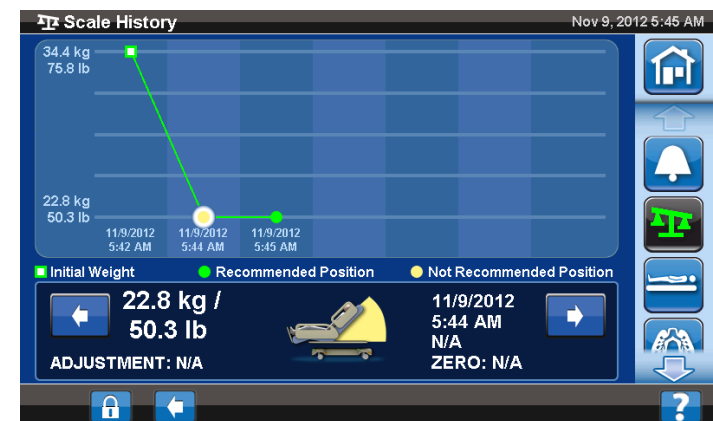 Scale History
Nov 9, 2012 5:45 AM
34.4 kg
75.8 lb
22.8 kg
50.3 lb
11/9/2012
5:42 AM
11/9/2012
5:44 AM
11/9/2012
5:45 AM
Initial Weight
Recommended Position
Not Recommended Position
22.8 kg /
50.3 lb
ADJUSTMENT: N/A
11/9/2012
5:44 AM
N/A
ZERO: N/A
?